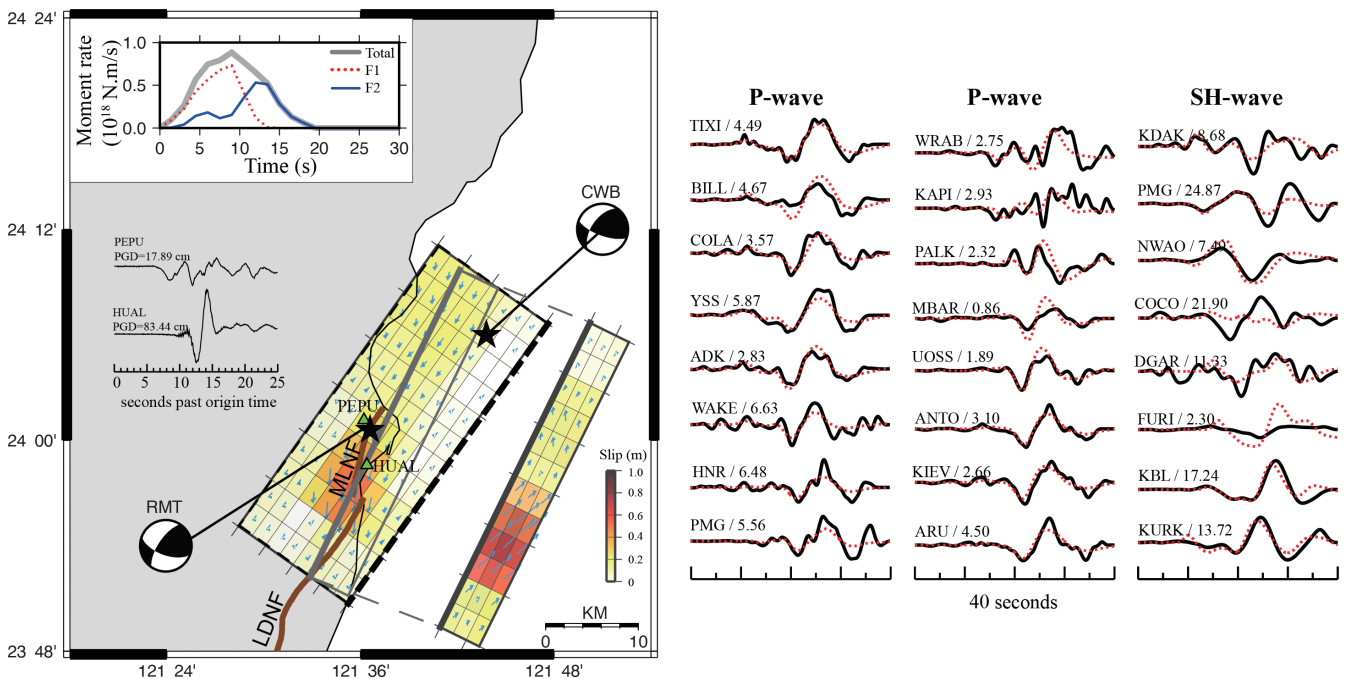 24 24'
24 12'
24 00'
23 48'
121 24'
121 36'
121 48'
Moment rate
(10¹⁸ N.m/s)
1.0
0.5
0.0
0 5 10 15 20 25 30
Time (s)
Total
F1
F2
CWB
PEPU
PGD=17.89 cm
HUAL
PGD=83.44 cm
0 5 10 15 20 25
seconds past origin time
PEPU
MLNF
HUAL
RMT
LDNF
Slip (m)
1.0
0.8
0.6
0.4
0.2
0
KM
0 10
P-wave
TIXI / 4.49
BILL / 4.67
COLA / 3.57
YSS / 5.87
ADK / 2.83
WAKE / 6.63
HNR / 6.48
PMG / 5.56
P-wave
WRAB / 2.75
KAPI / 2.93
PALK / 2.32
MBAR / 0.86
UOSS / 1.89
ANTO / 3.10
KIEV / 2.66
ARU / 4.50
40 seconds
SH-wave
KDAK / 8.68
PMG / 24.87
NWAO / 7.49
COCO / 21.90
DGAR / 11.33
FURI / 2.30
KBL / 17.24
KURK / 13.72